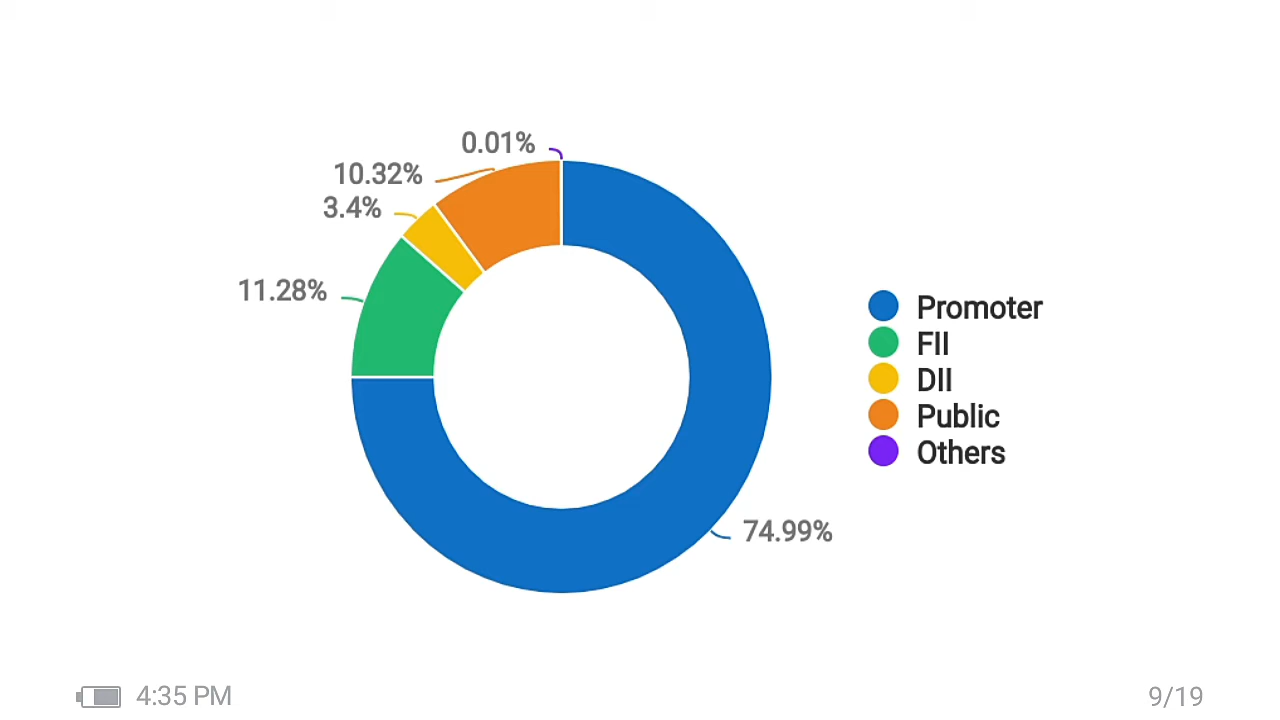 0.01%
10.32%
3.4%
11.28%
74.99%
Promoter
FII
DII
Public
Others
4:35 PM
9/19